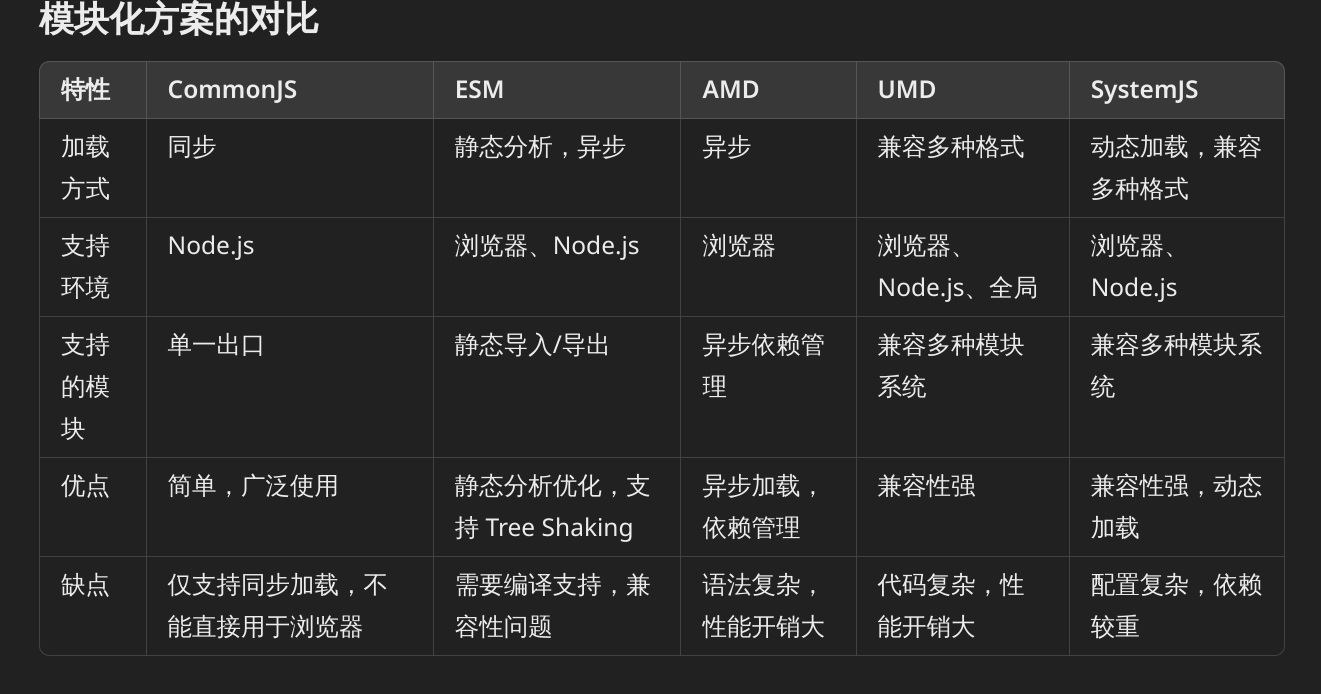 模块化方案的对比
特性 CommonJS ESM AMD UMD SystemJS
加载 同步 静态分析，异步 异步 兼容多种格式 动态加载，兼容
方式 多种格式
支持 Node.js 浏览器、Node.js 浏览器 浏览器、 浏览器、
环境 Node.js、全局 Node.js
支持 单一出口 静态导入/导出 异步依赖管 兼容多种模块 兼容多种模块系
的模 理 系统 统
块
优点 简单，广泛使用 静态分析优化，支 异步加载， 兼容性强 兼容性强，动态
持 Tree Shaking 依赖管理 加载
缺点 仅支持同步加载，不 需要编译支持，兼 语法复杂， 代码复杂，性 配置复杂，依赖
能直接用于浏览器 容性问题 性能开销大 能开销大 较重